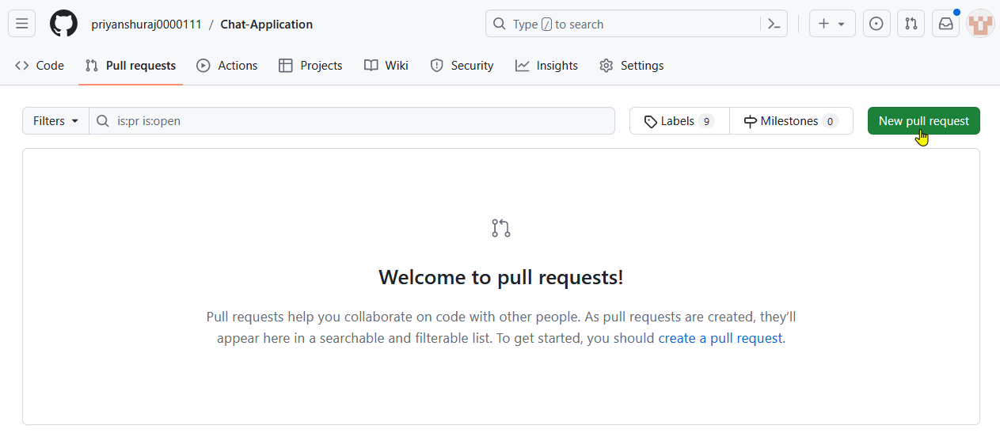 priyanshuraj0000111 / Chat-Application
Type / to search
Code Pull requests Actions Projects Wiki Security Insights Settings
Filters is:pr is:open Labels 9 Milestones 0 New pull request
Welcome to pull requests!
Pull requests help you collaborate on code with other people. As pull requests are created, they’ll
appear here in a searchable and filterable list. To get started, you should create a pull request.